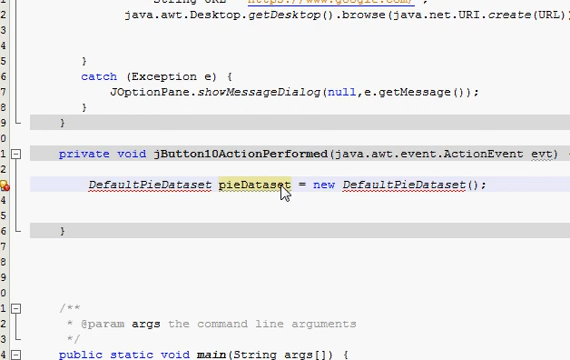 String URL = "https://www.google.com/";
java.awt.Desktop.getDesktop().browse(java.net.URI.create(URL))
}
catch (Exception e) {
JOptionPane.showMessageDialog(null,e.getMessage());
}
}
private void jButton10ActionPerformed(java.awt.event.ActionEvent evt)
DefaultPieDataset pieDataset = new DefaultPieDataset();
}
/**
* @param args the command line arguments
*/
public static void main(String args[]) {